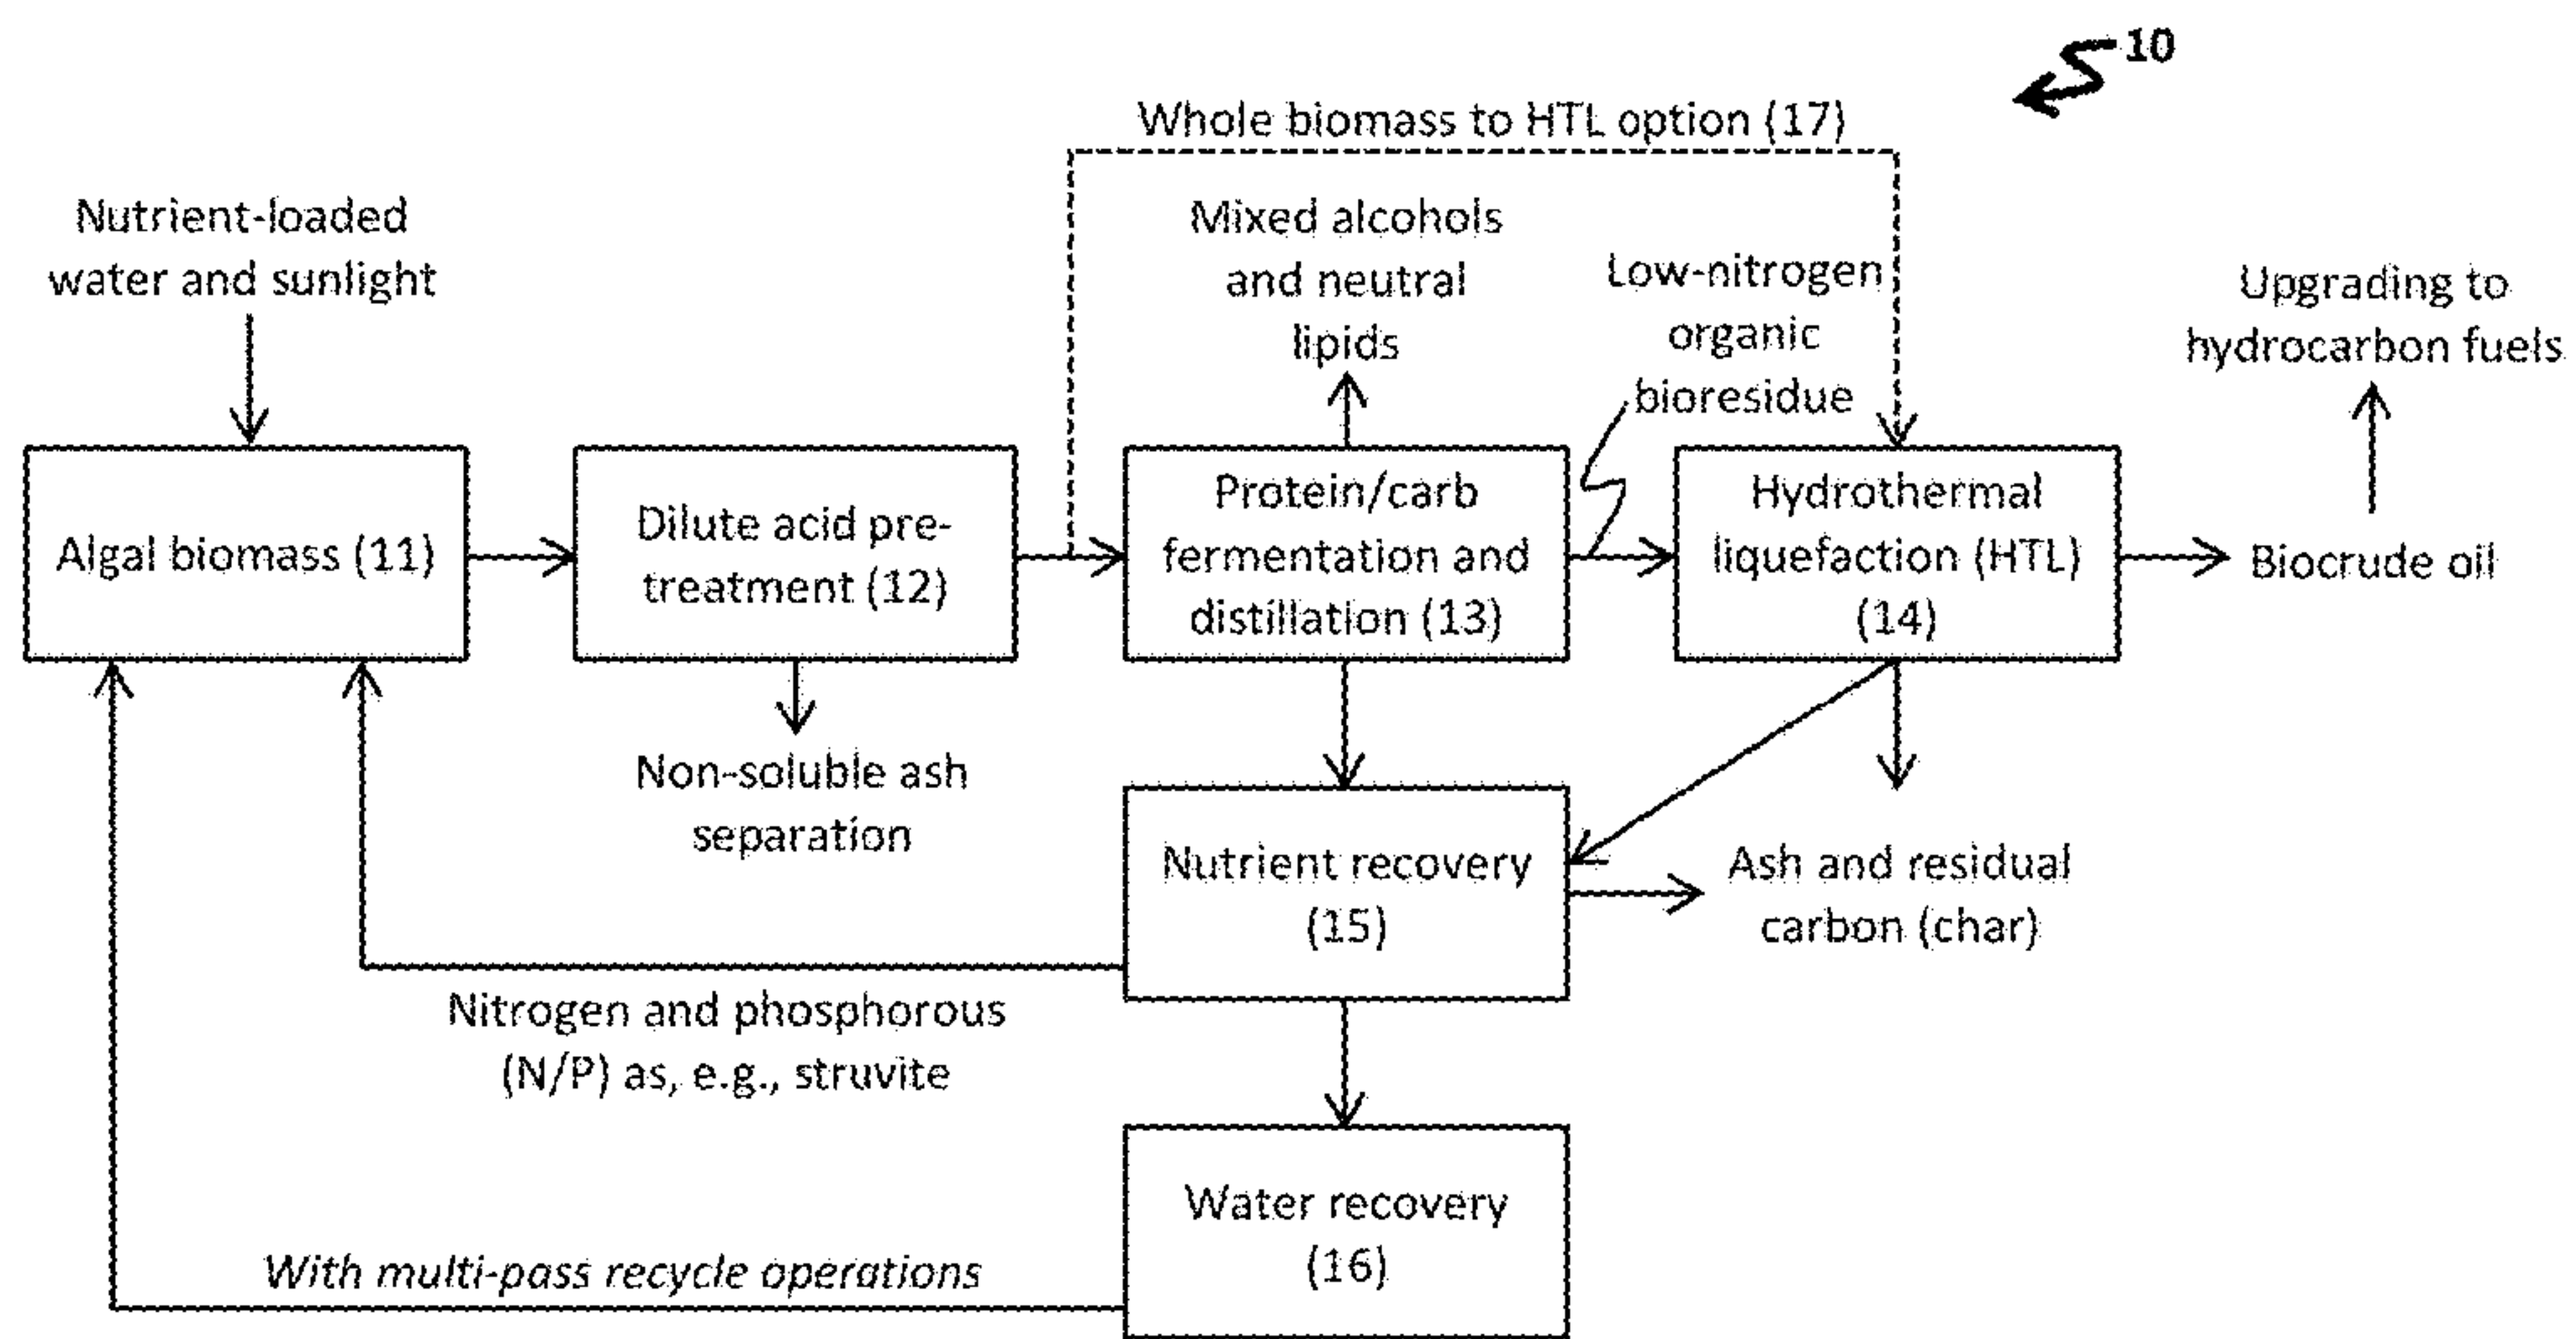 10
Whole biomass to HTL option (17)
Nutrient-loaded
water and sunlight
Mixed alcohols
and neutral
lipids
Low-nitrogen
organic
bioresidue
Upgrading to
hydrocarbon fuels
Algal biomass (11)
Dilute acid pre-
treatment (12)
Protein/carb
fermentation and
distillation (13)
Hydrothermal
liquefaction (HTL)
(14)
Biocrude oil
Non-soluble ash
separation
Nutrient recovery
(15)
Ash and residual
carbon (char)
Nitrogen and phosphorous
(N/P) as, e.g., struvite
Water recovery
(16)
With multi-pass recycle operations